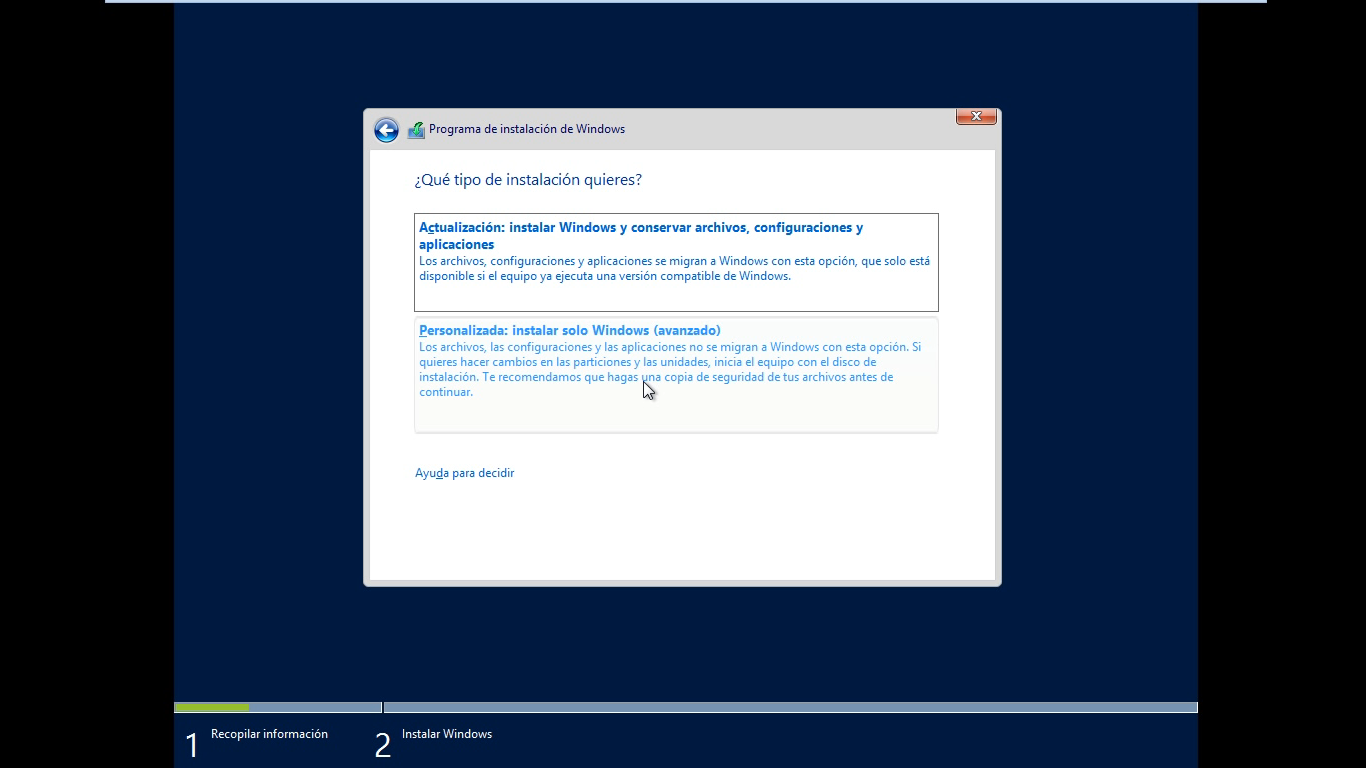 Programa de instalación de Windows
¿Qué tipo de instalación quieres?
Actualización: instalar Windows y conservar archivos, configuraciones y
aplicaciones
Los archivos, configuraciones y aplicaciones se migran a Windows con esta opción, que solo está
disponible si el equipo ya ejecuta una versión compatible de Windows.
Personalizada: instalar solo Windows (avanzado)
Los archivos, las configuraciones y las aplicaciones no se migran a Windows con esta opción. Si
quieres hacer cambios en las particiones y las unidades, inicia el equipo con el disco de
instalación. Te recomendamos que hagas una copia de seguridad de tus archivos antes de
continuar.
Ayuda para decidir
1 Recopilar información
2 Instalar Windows